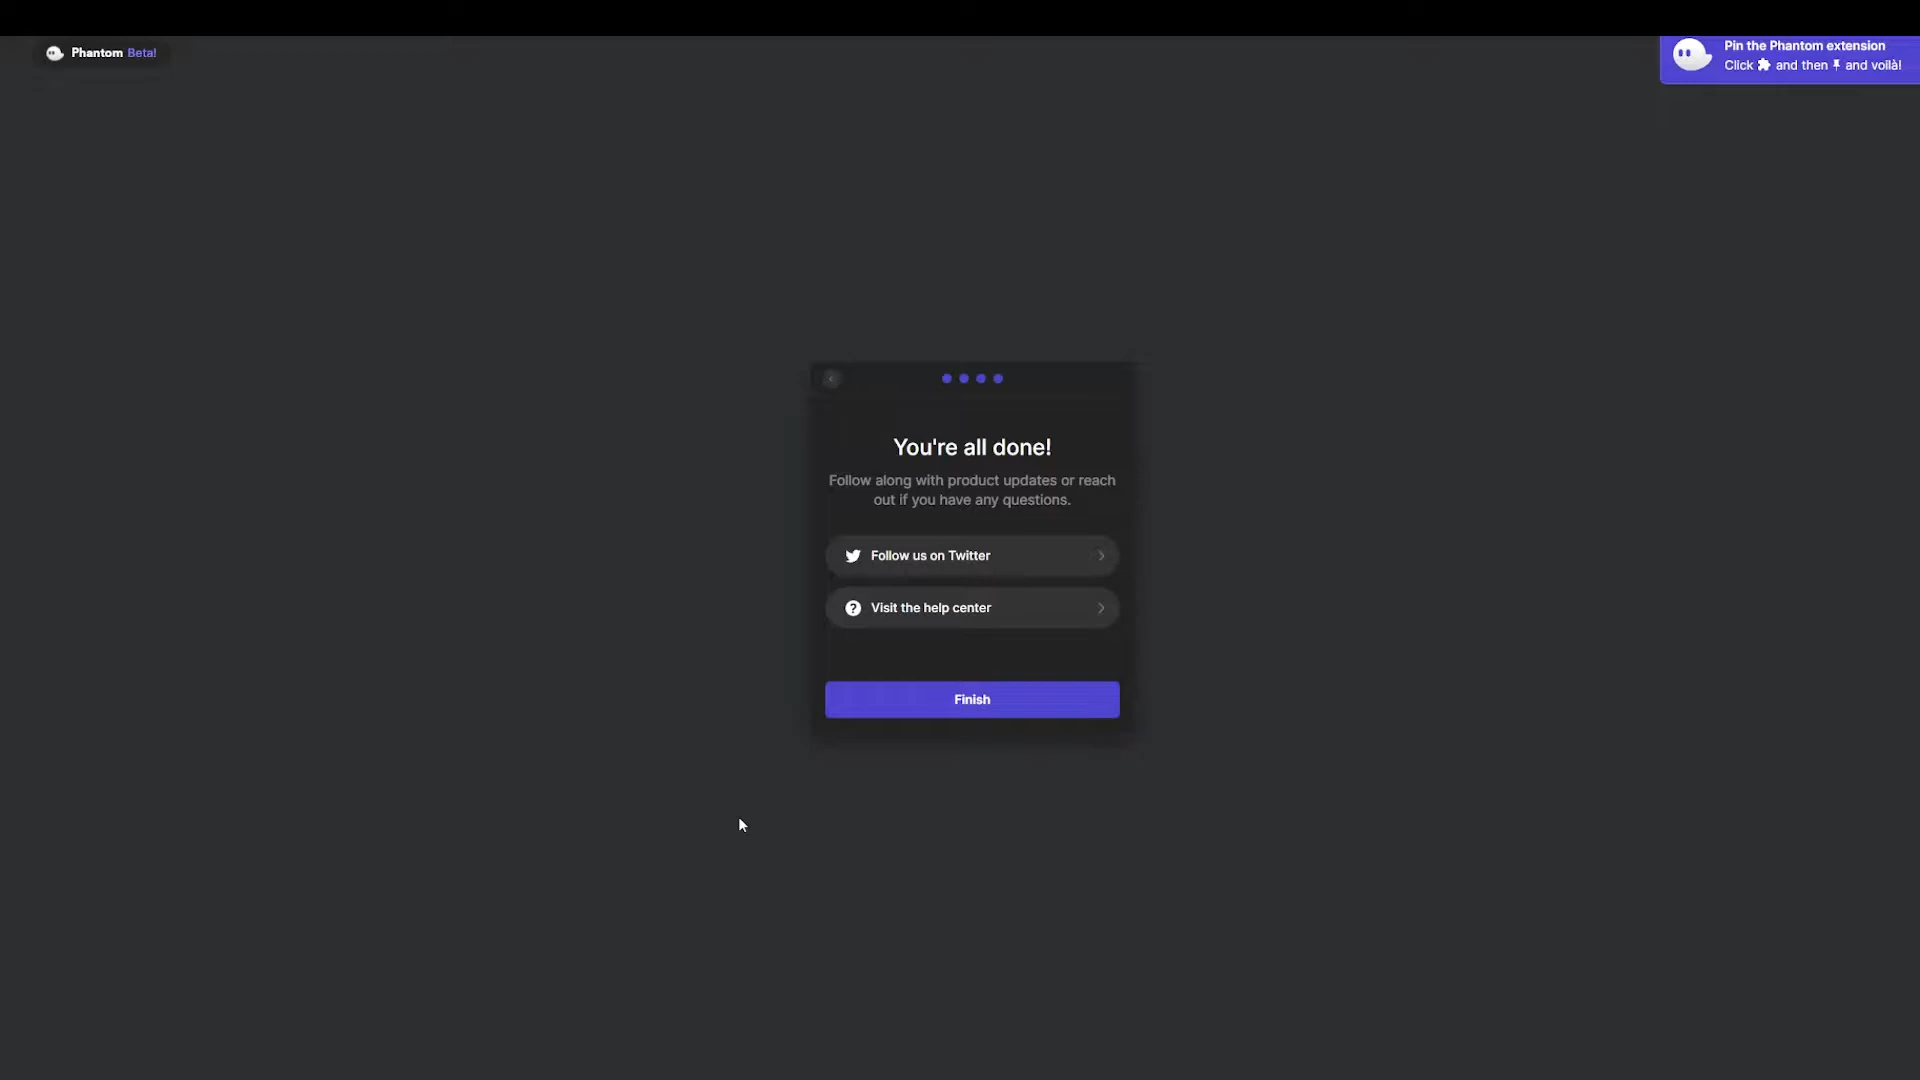 Phantom Beta!
Pin the Phantom extension
Click and then and voilà!
You're all done!
Follow along with product updates or reach
out if you have any questions.
Follow us on Twitter
Visit the help center
Finish